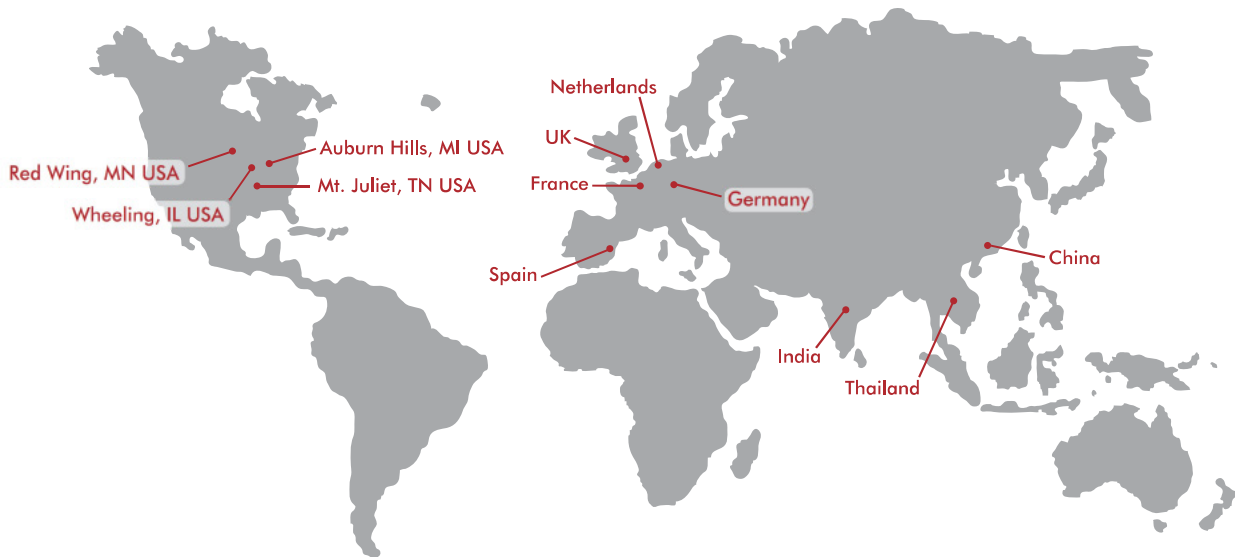 Netherlands
UK
Auburn Hills, MI USA
Red Wing, MN USA
France
Mt. Juliet, TN USA
Germany
Wheeling, IL USA
China
Spain
India
Thailand